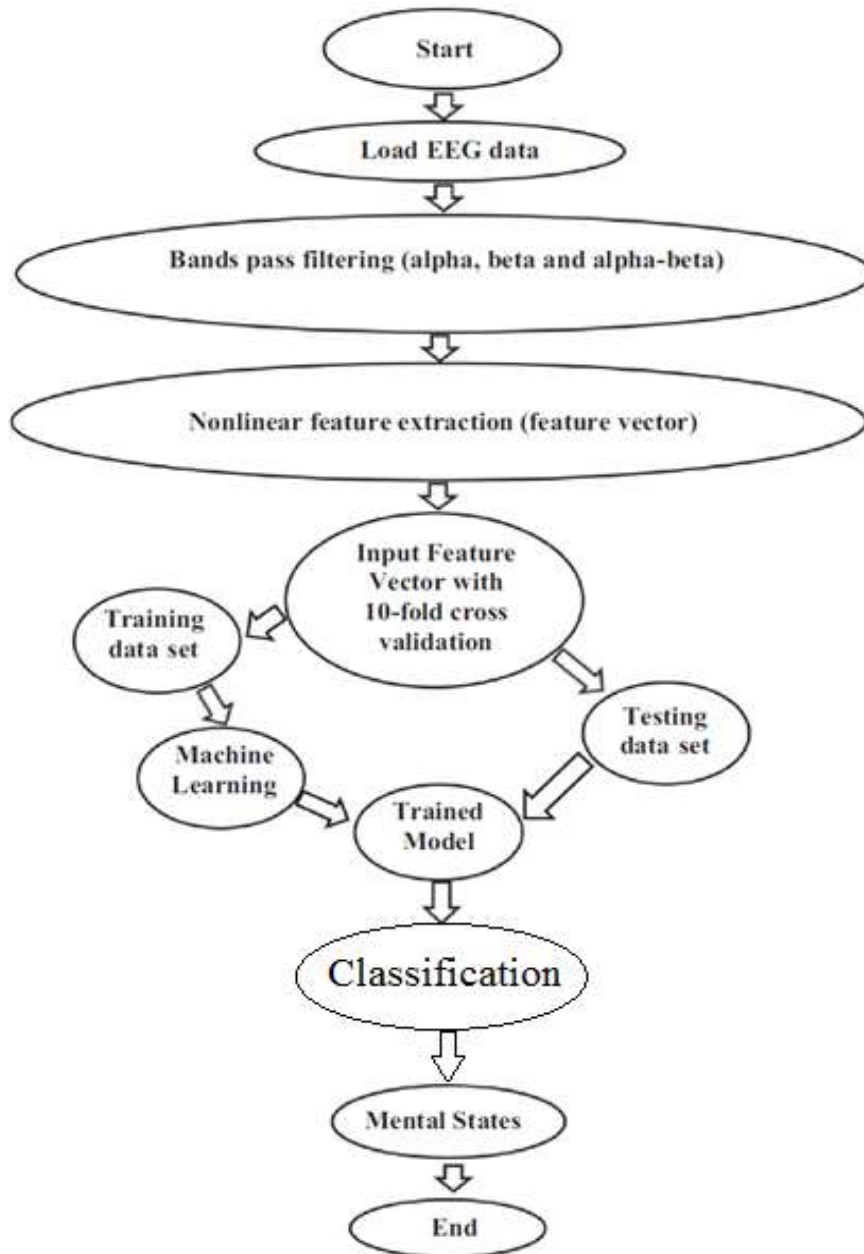 Start
Load EEG data
Bands pass filtering (alpha, beta and alpha-beta)
Nonlinear feature extraction (feature vector)
Input Feature
Vector with
10-fold cross
validation
Training
data set
Testing
data set
Machine
Learning
Trained
Model
Classification
Mental States
End